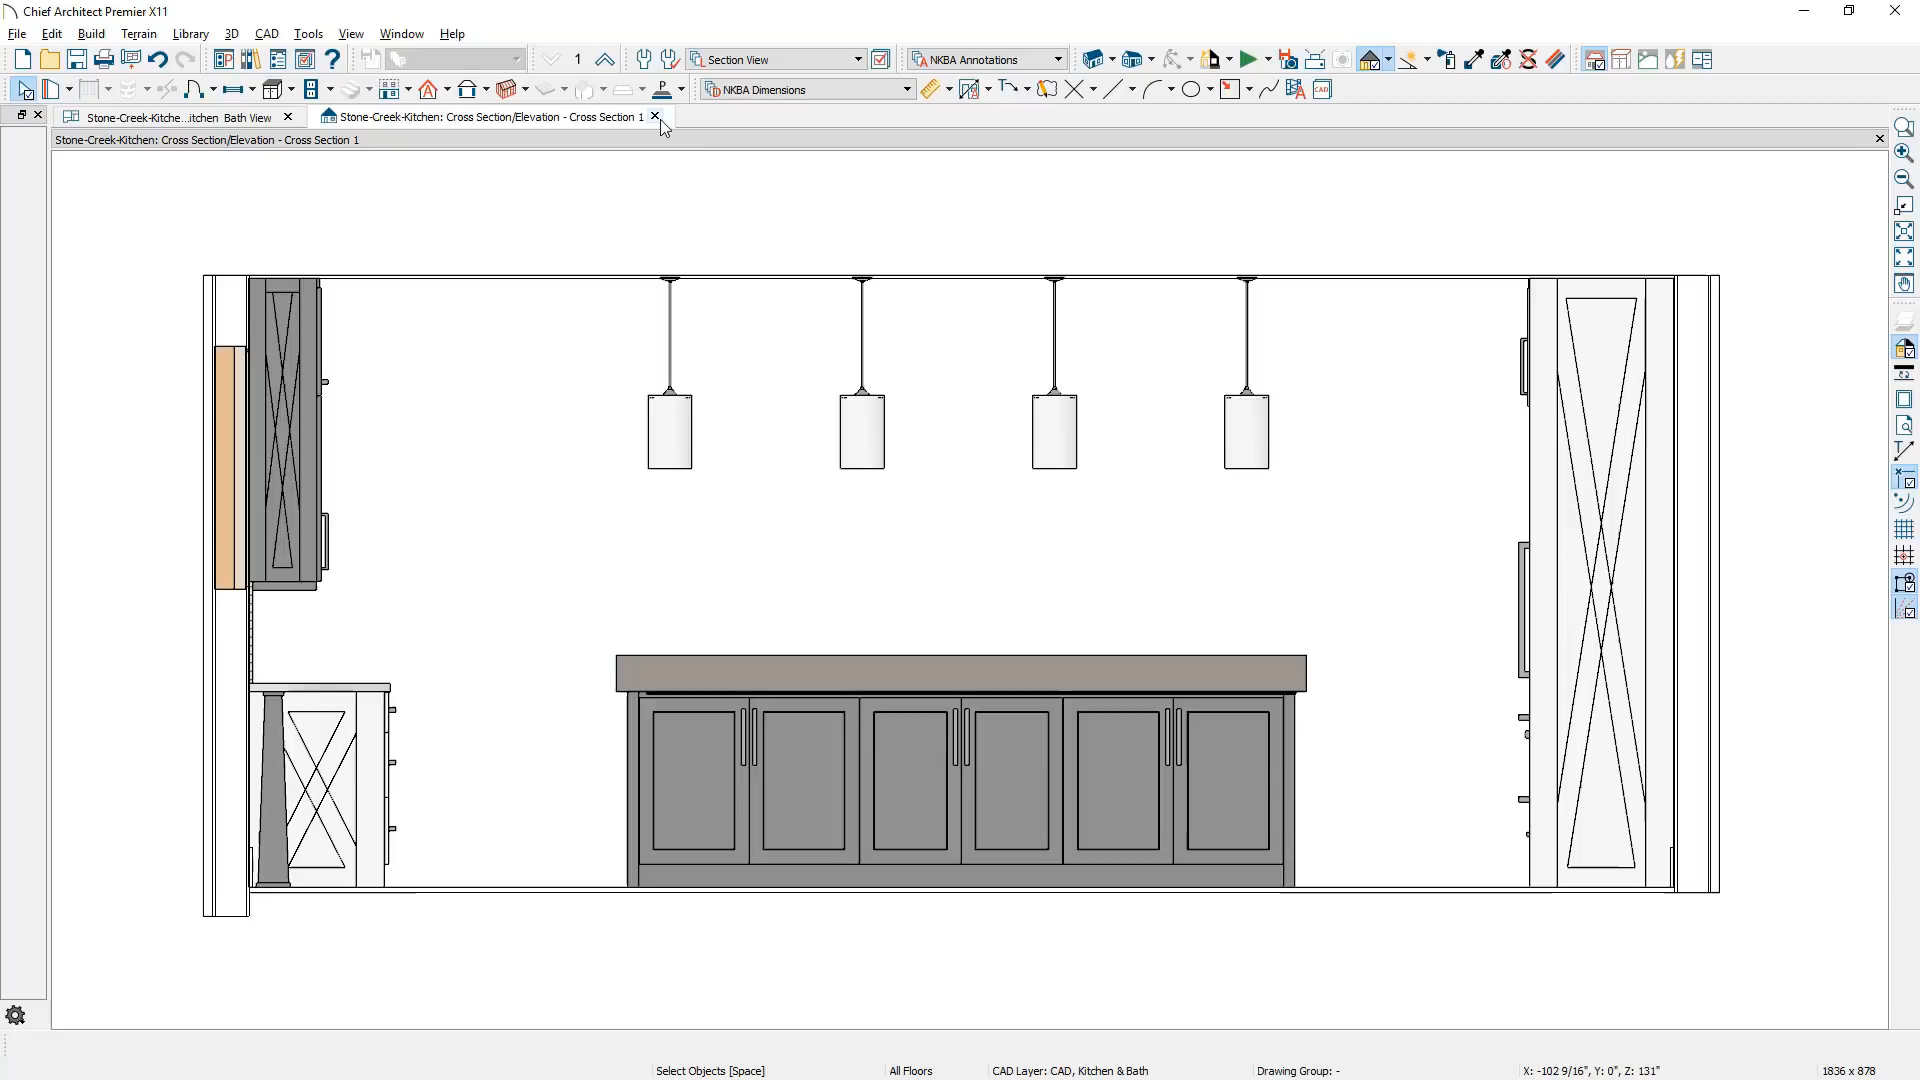 Chief Architect Premier X11
File Edit Build Terrain Library 3D CAD Tools View Window Help
1 Section View NKBA Annotations
P NKBA Dimensions CAD
Stone-Creek-Kitche...itchen Bath View Stone-Creek-Kitchen: Cross Section/Elevation - Cross Section 1
Stone-Creek-Kitchen: Cross Section/Elevation - Cross Section 1
Select Objects [Space] All Floors CAD Layer: CAD, Kitchen & Bath Drawing Group: - X: -102 9/16", Y: 0", Z: 131" 1836 x 878